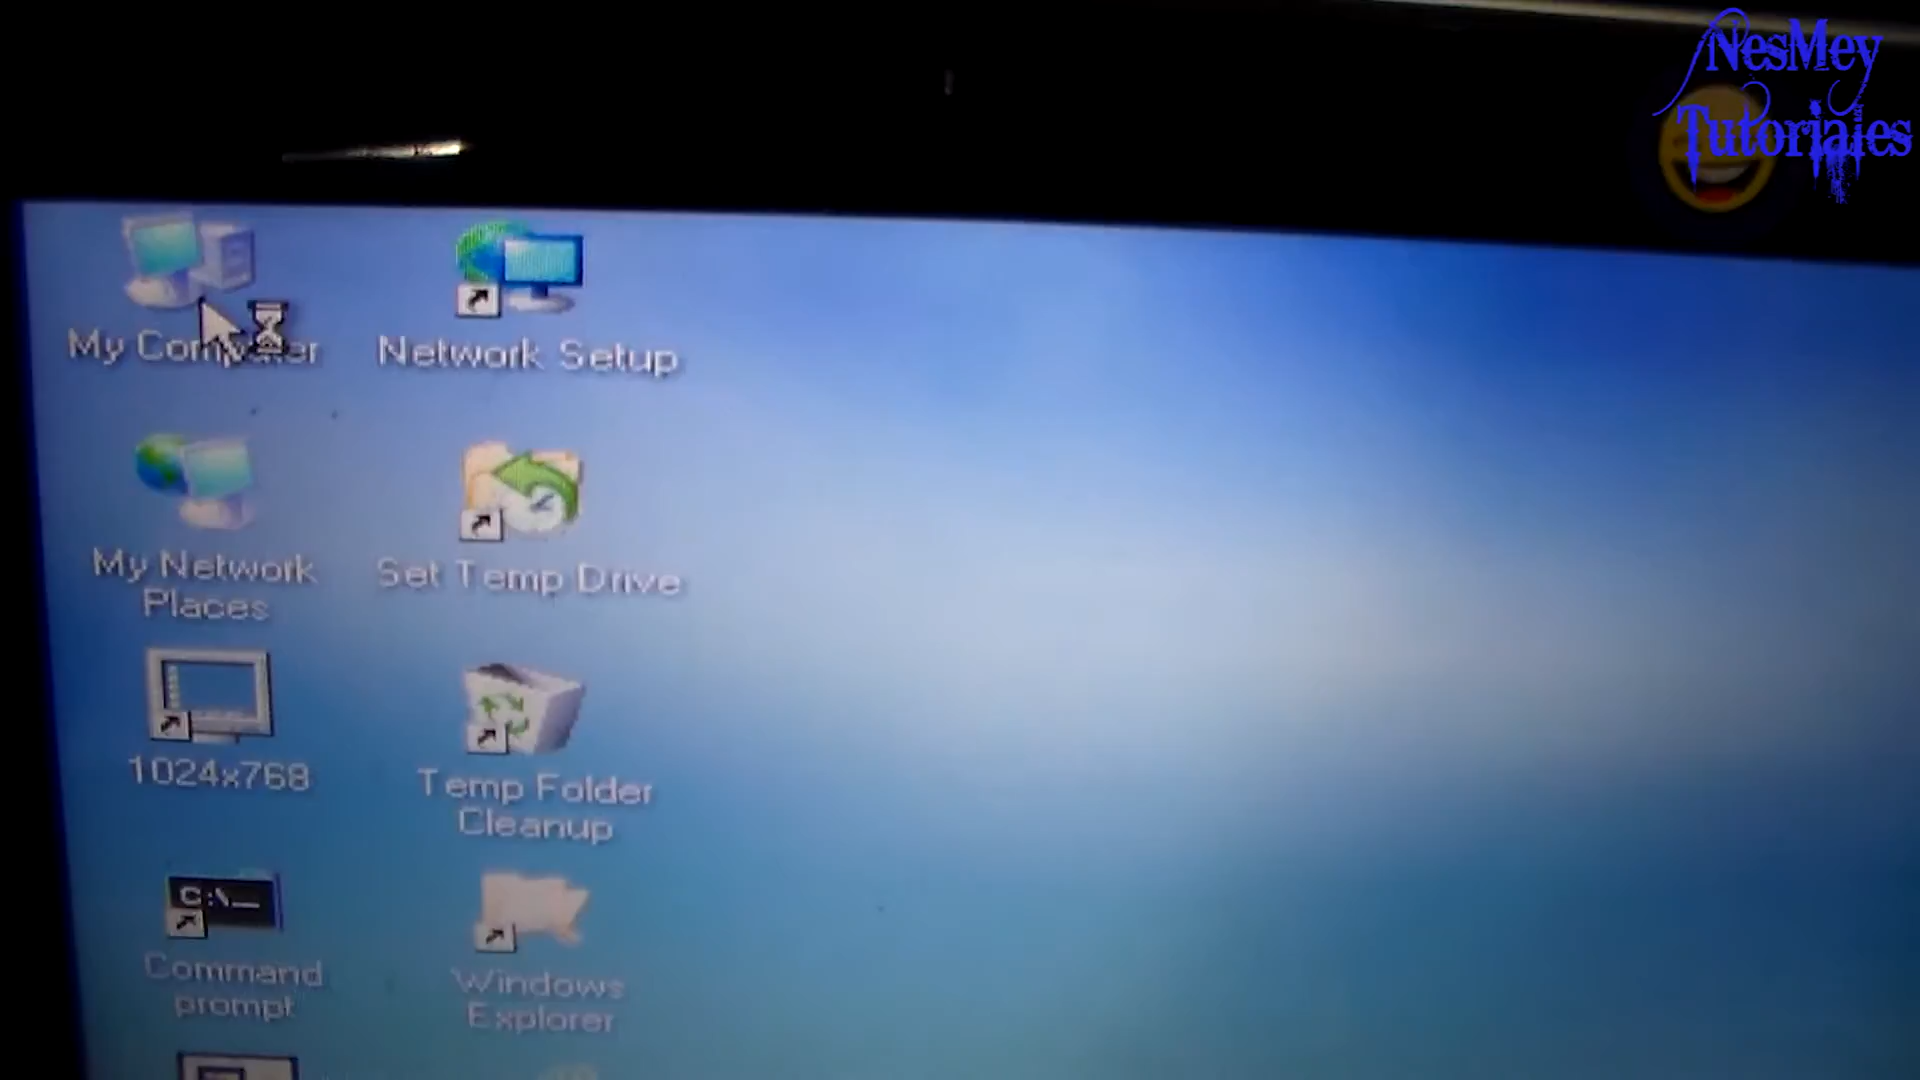 NesMey
Tutoriales
My Computer
Network Setup
My Network
Places
Set Temp Drive
1024x768
Temp Folder
Cleanup
C:\_
Command
prompt
Windows
Explorer